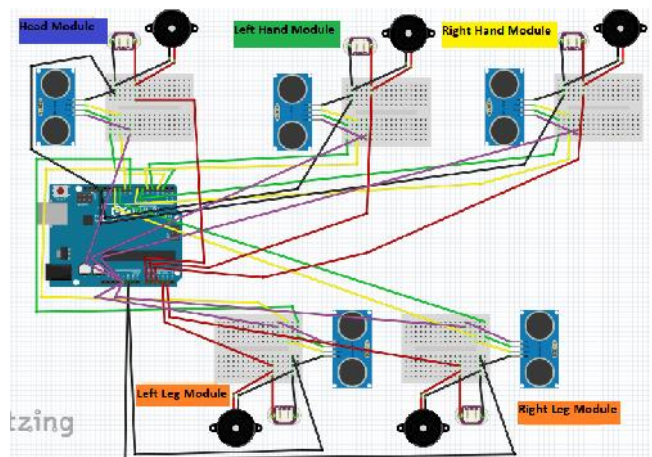 Head Module
Left Hand Module
Right Hand Module
Left Leg Module
Right Leg Module
tzing